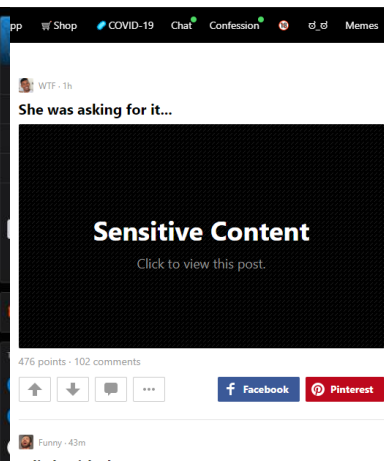 pp Shop COVID-19 Chat Confession 18 ಠ_ಠ Memes
WTF · 1h
She was asking for it...
Sensitive Content
Click to view this post.
476 points · 102 comments
Facebook Pinterest
Funny · 43m